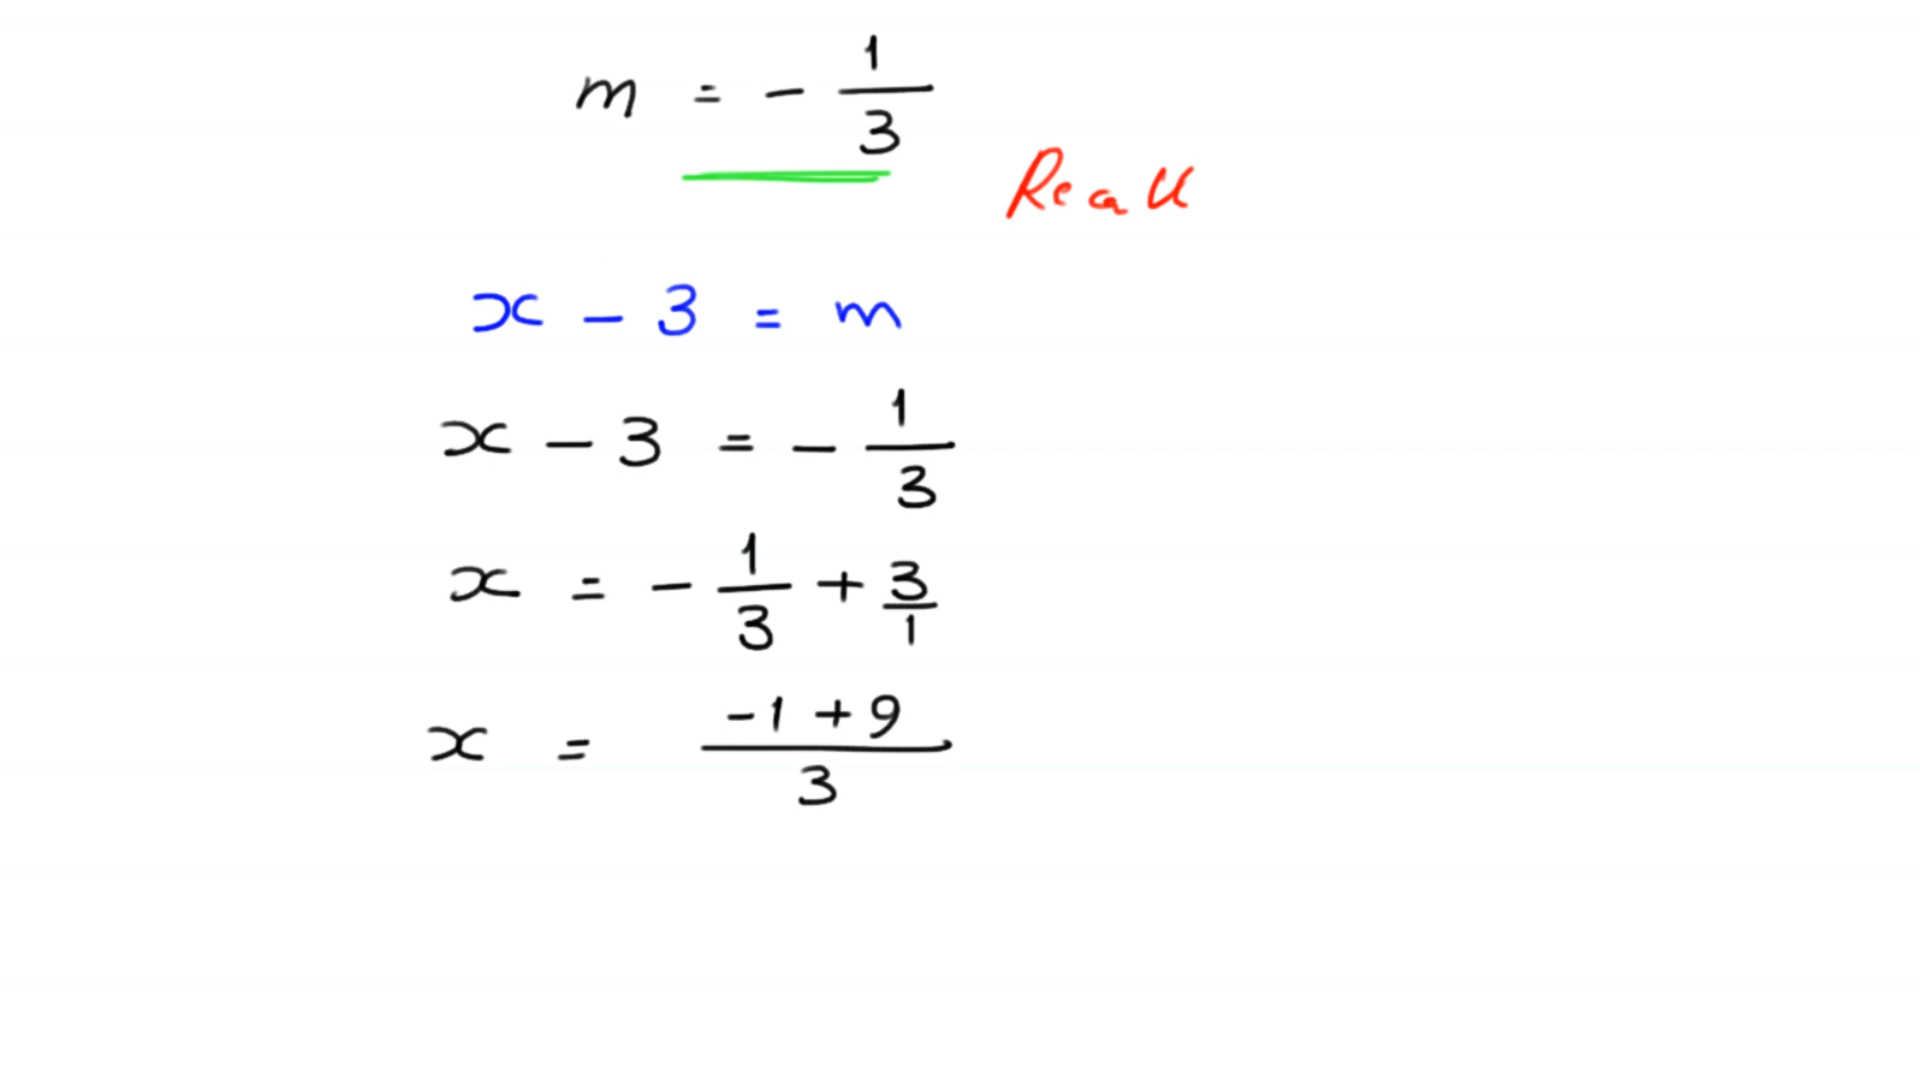 m = - 1/3
Recall
x - 3 = m
x - 3 = - 1/3
x = - 1/3 + 3/1
x = (-1 + 9)/3